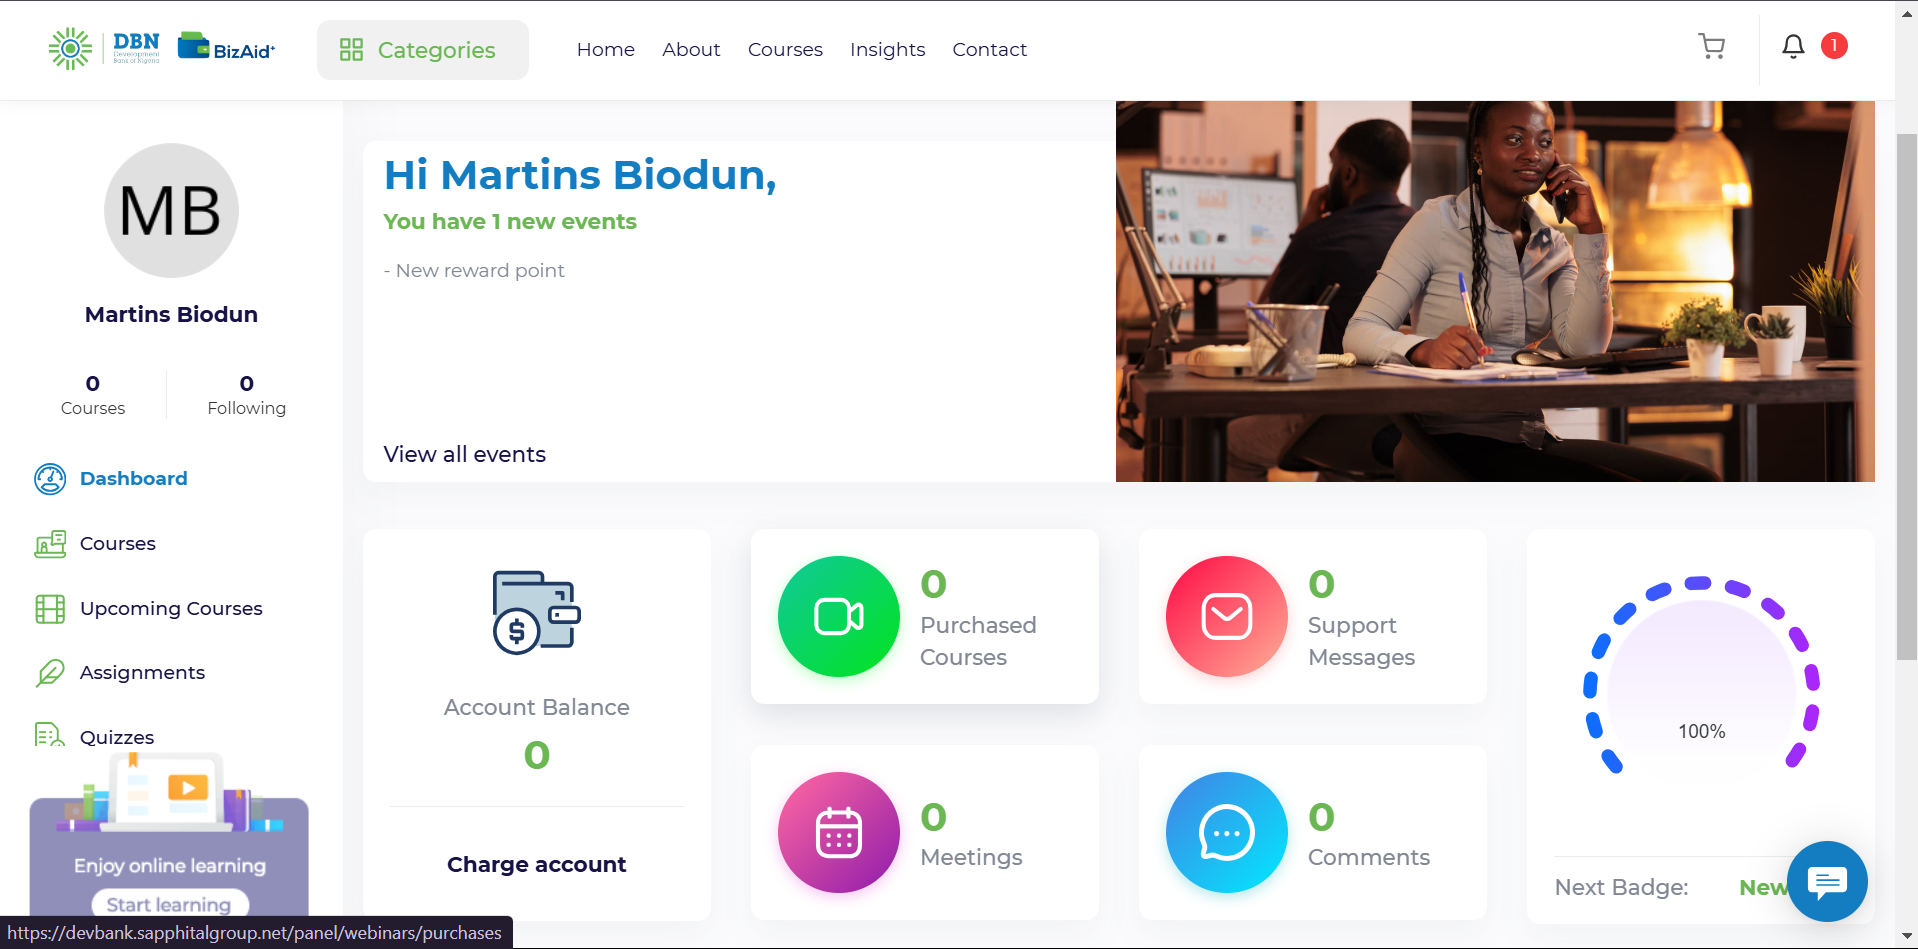 DBN
Development
Bank of Nigeria
BizAid+
Categories
Home
About
Courses
Insights
Contact
1
MB
Martins Biodun
0
Courses
0
Following
Dashboard
Courses
Upcoming Courses
Assignments
Quizzes
Enjoy online learning
Start learning
Hi Martins Biodun,
You have 1 new events
- New reward point
View all events
Account Balance
0
Charge account
0
Purchased
Courses
0
Support
Messages
0
Meetings
0
Comments
100%
Next Badge:
New
https://devbank.sapphitalgroup.net/panel/webinars/purchases